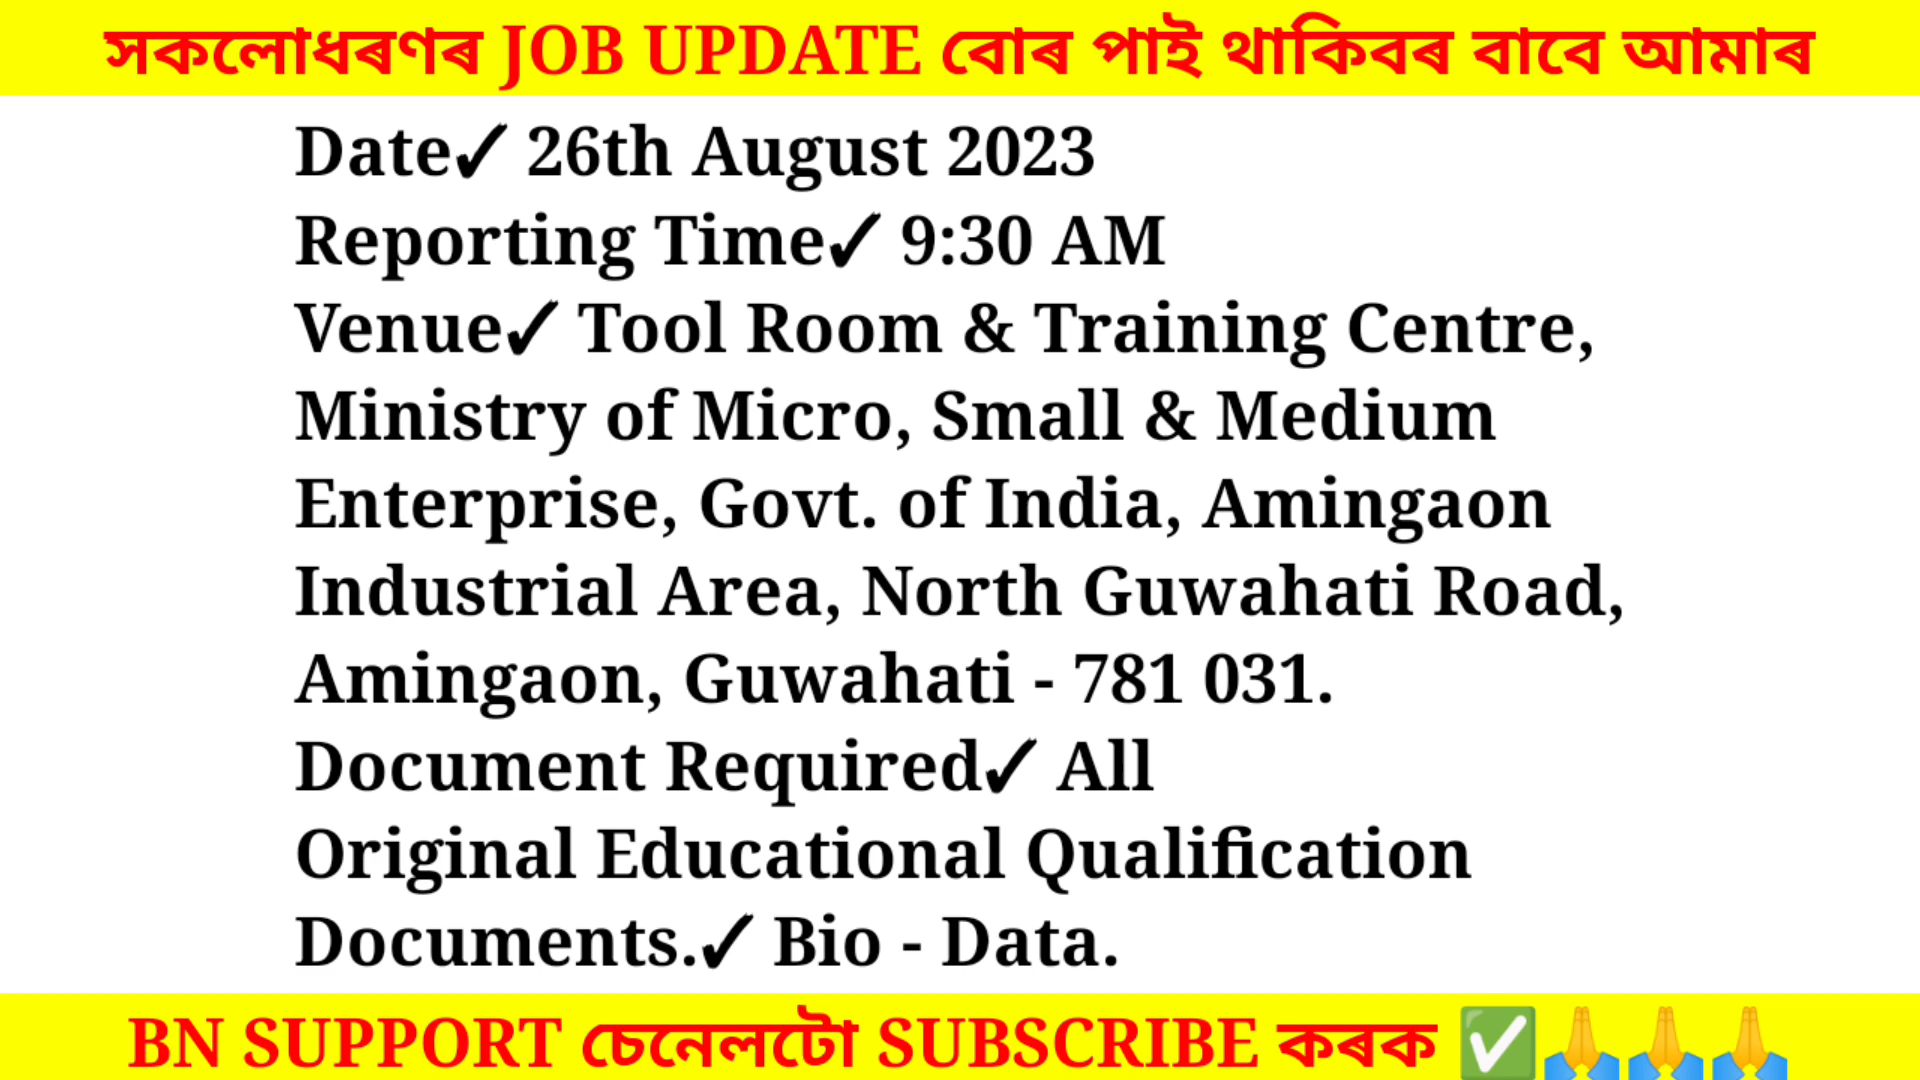 সকলোধৰণৰ JOB UPDATE বোৰ পাই থাকিবৰ বাবে আমাৰ
Date✓ 26th August 2023
Reporting Time✓ 9:30 AM
Venue✓ Tool Room & Training Centre,
Ministry of Micro, Small & Medium
Enterprise, Govt. of India, Amingaon
Industrial Area, North Guwahati Road,
Amingaon, Guwahati - 781 031.
Document Required✓ All
Original Educational Qualification
Documents.✓ Bio - Data.
BN SUPPORT চেনেলটো SUBSCRIBE কৰক ✅🙏🙏🙏